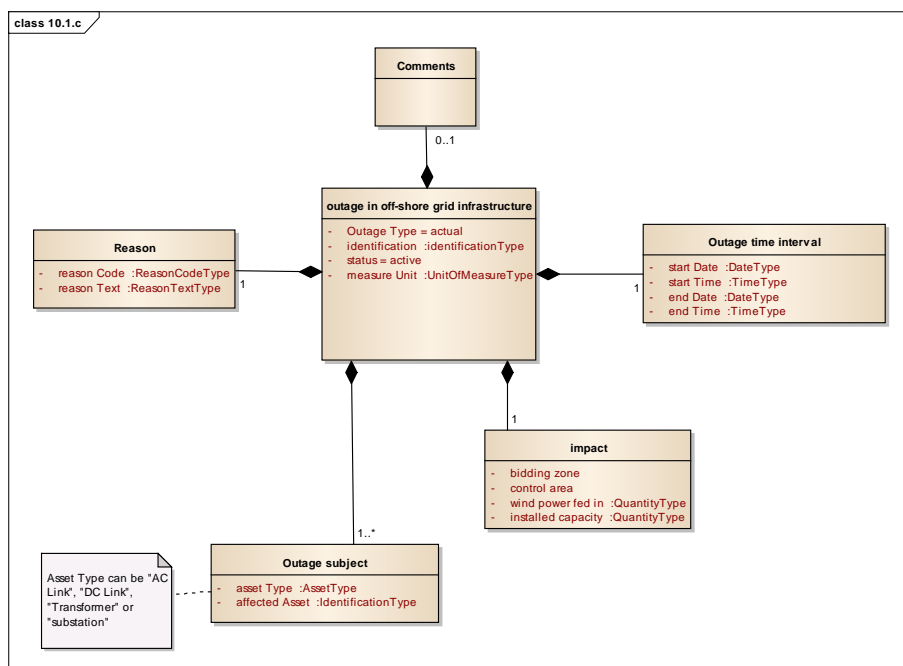 class 10.1.c
Comments
0..1
outage in off-shore grid infrastructure
- Outage Type = actual
- identification :identificationType
- status = active
- measure Unit :UnitOfMeasureType
Reason
- reason Code :ReasonCodeType
- reason Text :ReasonTextType
1
Outage time interval
- start Date :DateType
- start Time :TimeType
- end Date :DateType
- end Time :TimeType
1
1
impact
- bidding zone
- control area
- wind power fed in :QuantityType
- installed capacity :QuantityType
1..*
Outage subject
- asset Type :AssetType
- affected Asset :IdentificationType
Asset Type can be "AC
Link", "DC Link",
"Transformer" or
"substation"